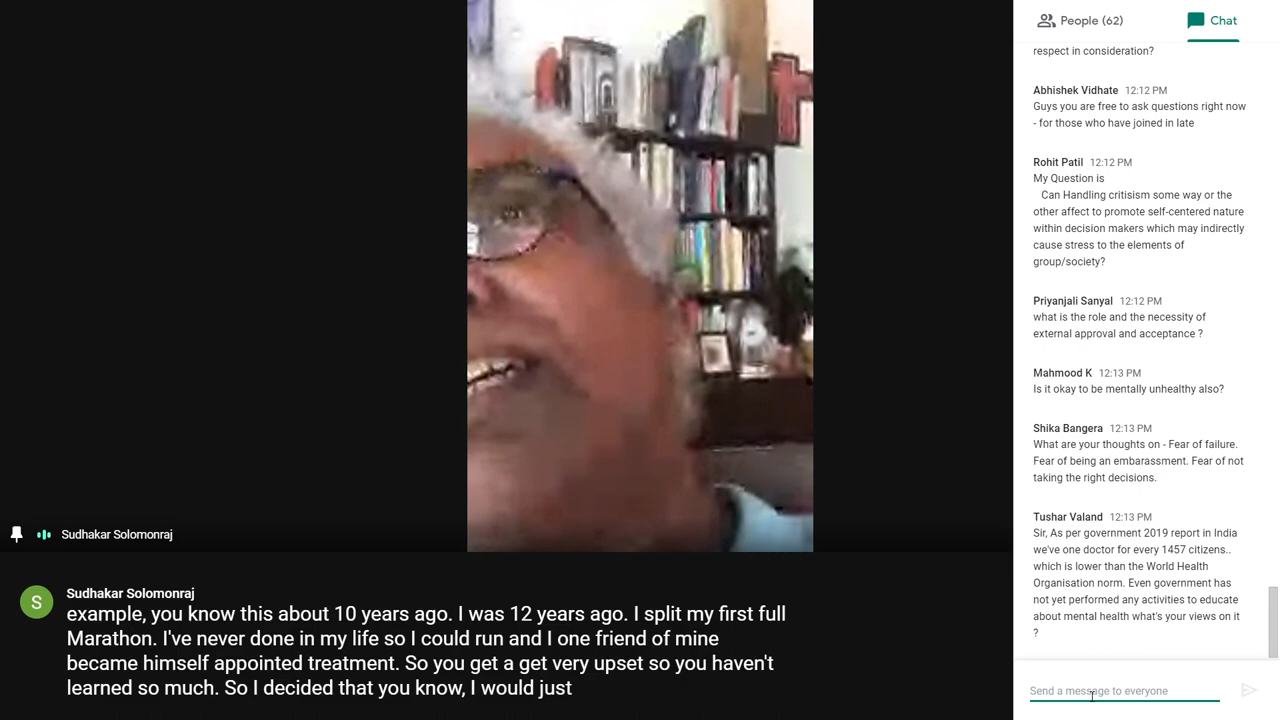 People (62)
Chat
respect in consideration?
Abhishek Vidhate 12:12 PM
Guys you are free to ask questions right now
- for those who have joined in late
Rohit Patil 12:12 PM
My Question is
Can Handling critisism some way or the
other affect to promote self-centered nature
within decision makers which may indirectly
cause stress to the elements of
group/society?
Priyanjali Sanyal 12:12 PM
what is the role and the necessity of
external approval and acceptance ?
Mahmood K 12:13 PM
Is it okay to be mentally unhealthy also?
Shika Bangera 12:13 PM
What are your thoughts on - Fear of failure.
Fear of being an embarassment. Fear of not
taking the right decisions.
Tushar Valand 12:13 PM
Sir, As per government 2019 report in India
we've one doctor for every 1457 citizens..
which is lower than the World Health
Organisation norm. Even government has
not yet performed any activities to educate
about mental health what's your views on it
?
Send a message to everyone
Sudhakar Solomonraj
S
Sudhakar Solomonraj
example, you know this about 10 years ago. I was 12 years ago. I split my first full
Marathon. I've never done in my life so I could run and I one friend of mine
became himself appointed treatment. So you get a get very upset so you haven't
learned so much. So I decided that you know, I would just